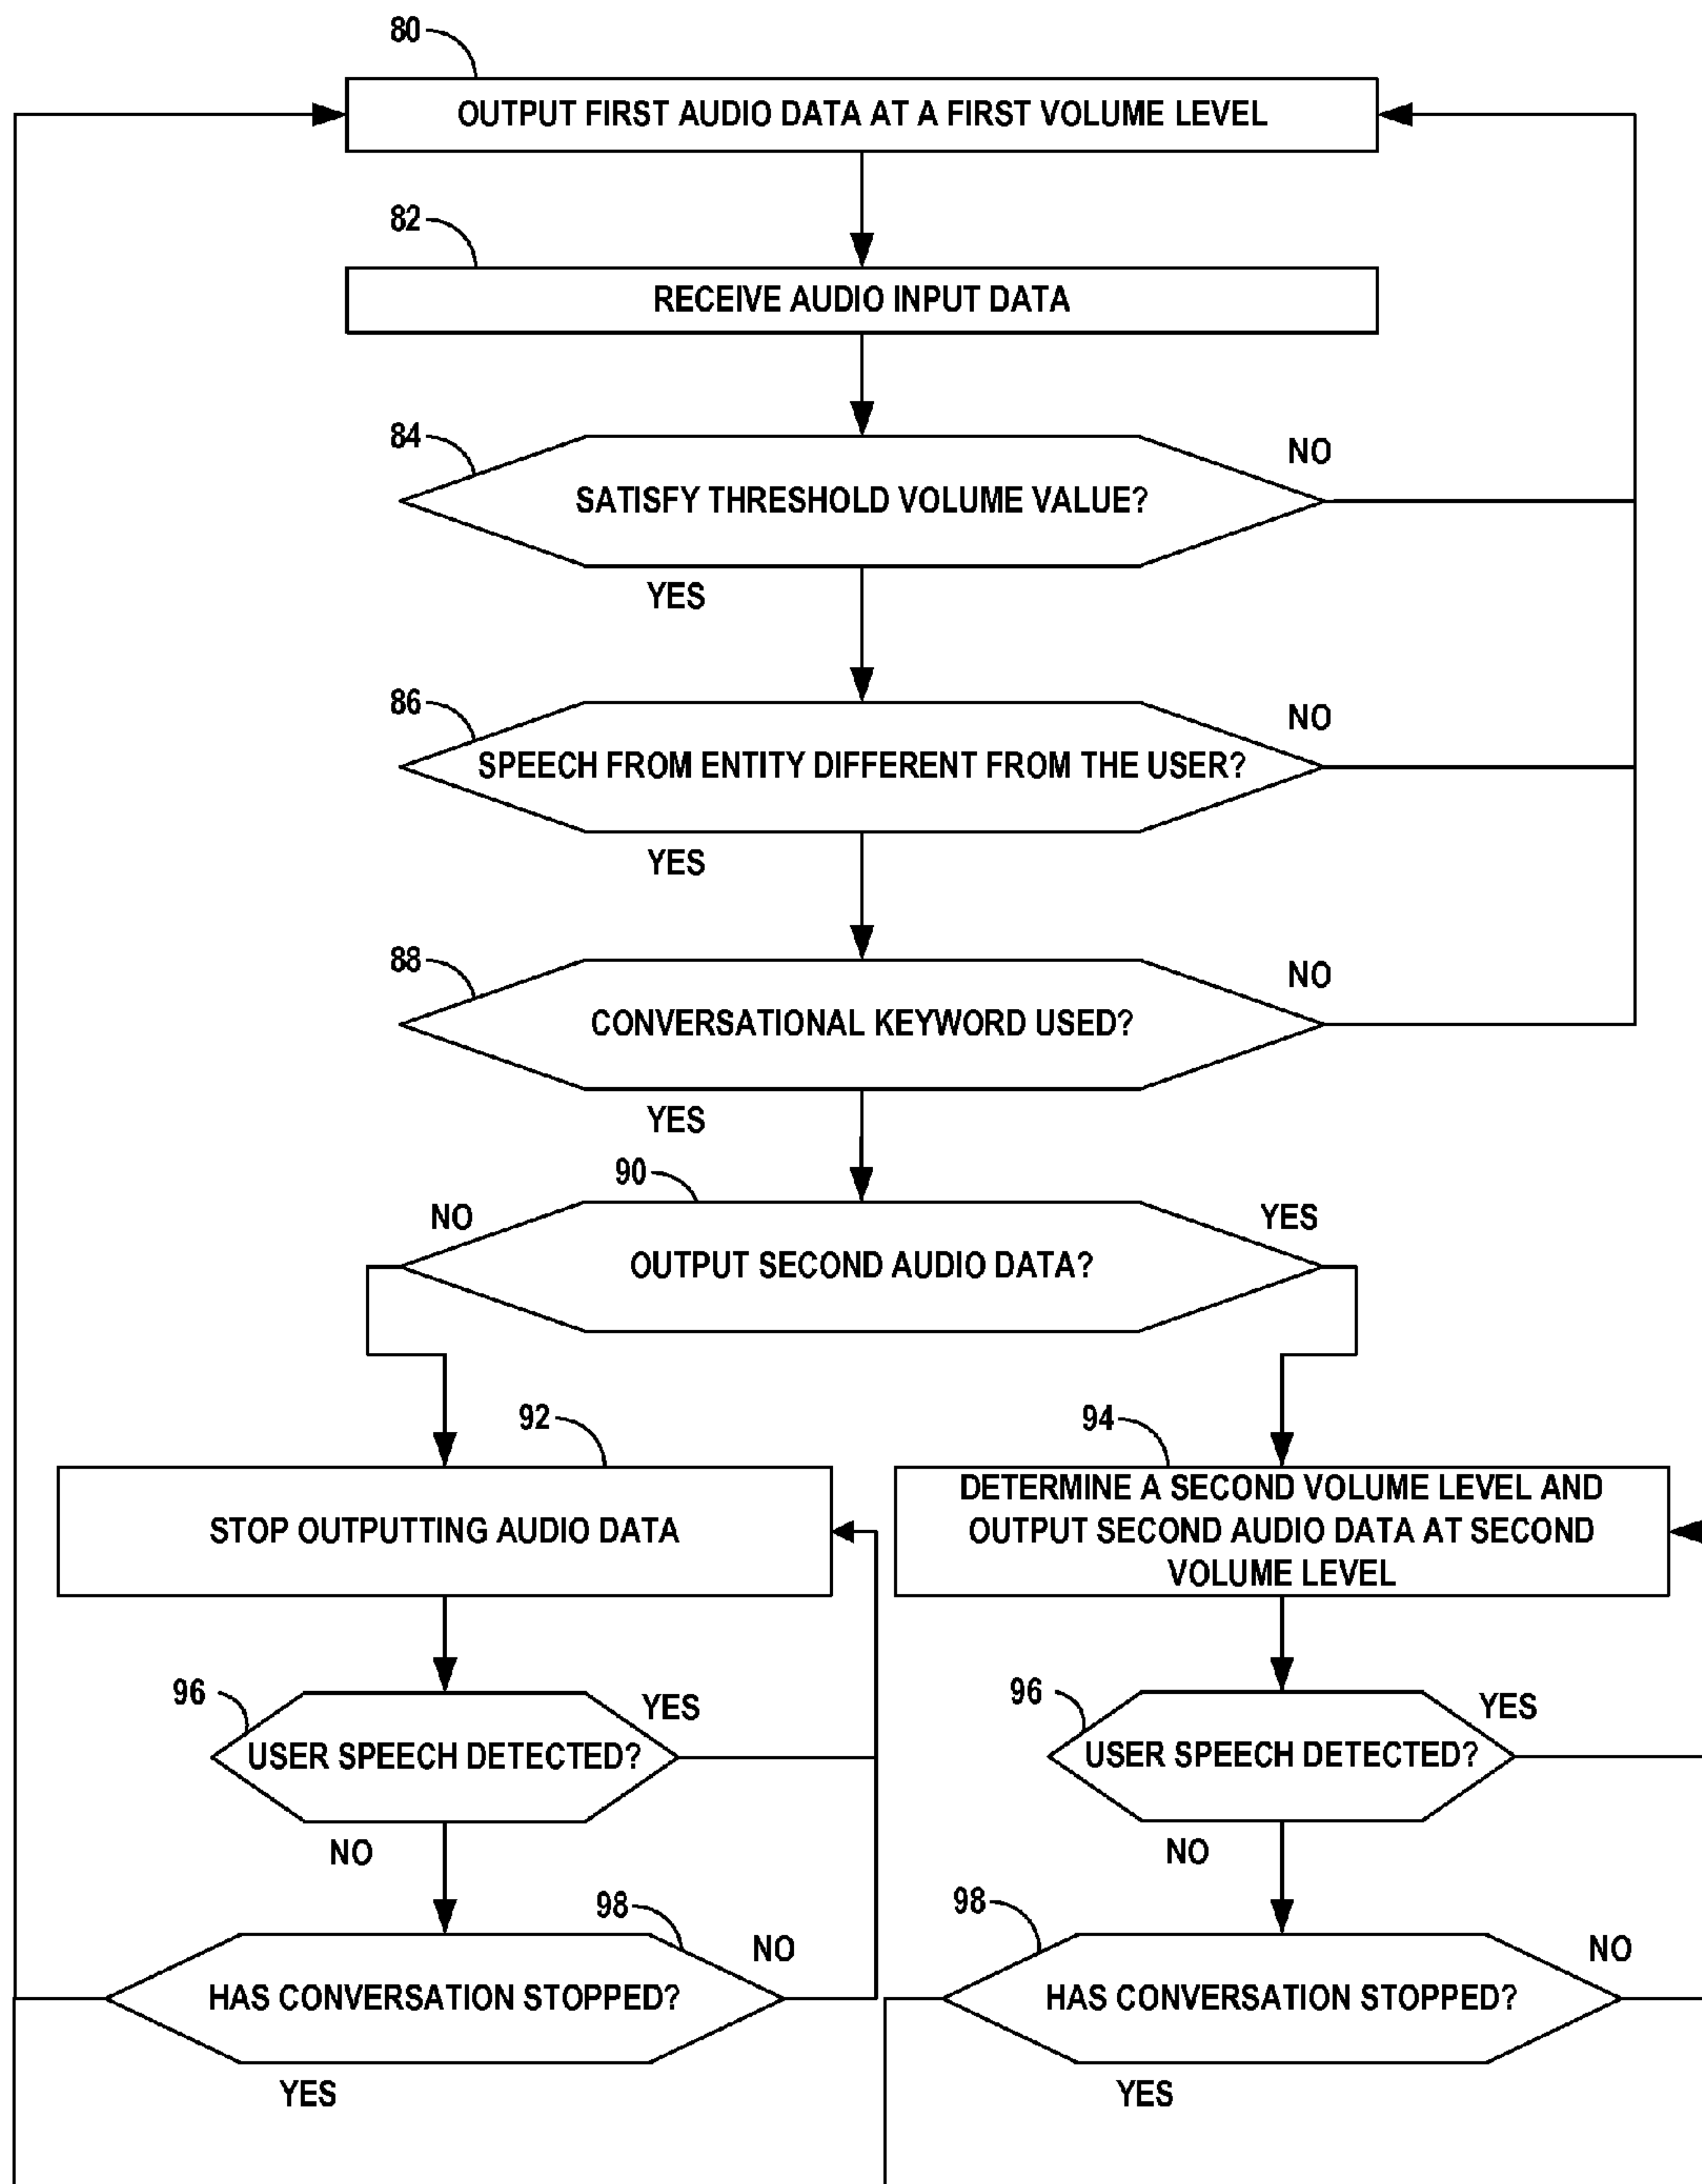 80
OUTPUT FIRST AUDIO DATA AT A FIRST VOLUME LEVEL
82
RECEIVE AUDIO INPUT DATA
84
NO
SATISFY THRESHOLD VOLUME VALUE?
YES
86
NO
SPEECH FROM ENTITY DIFFERENT FROM THE USER?
YES
88
NO
CONVERSATIONAL KEYWORD USED?
YES
90
NO
YES
OUTPUT SECOND AUDIO DATA?
92
94
STOP OUTPUTTING AUDIO DATA
DETERMINE A SECOND VOLUME LEVEL AND
OUTPUT SECOND AUDIO DATA AT SECOND
VOLUME LEVEL
96
YES
USER SPEECH DETECTED?
NO
96
YES
USER SPEECH DETECTED?
NO
98
NO
HAS CONVERSATION STOPPED?
YES
98
NO
HAS CONVERSATION STOPPED?
YES